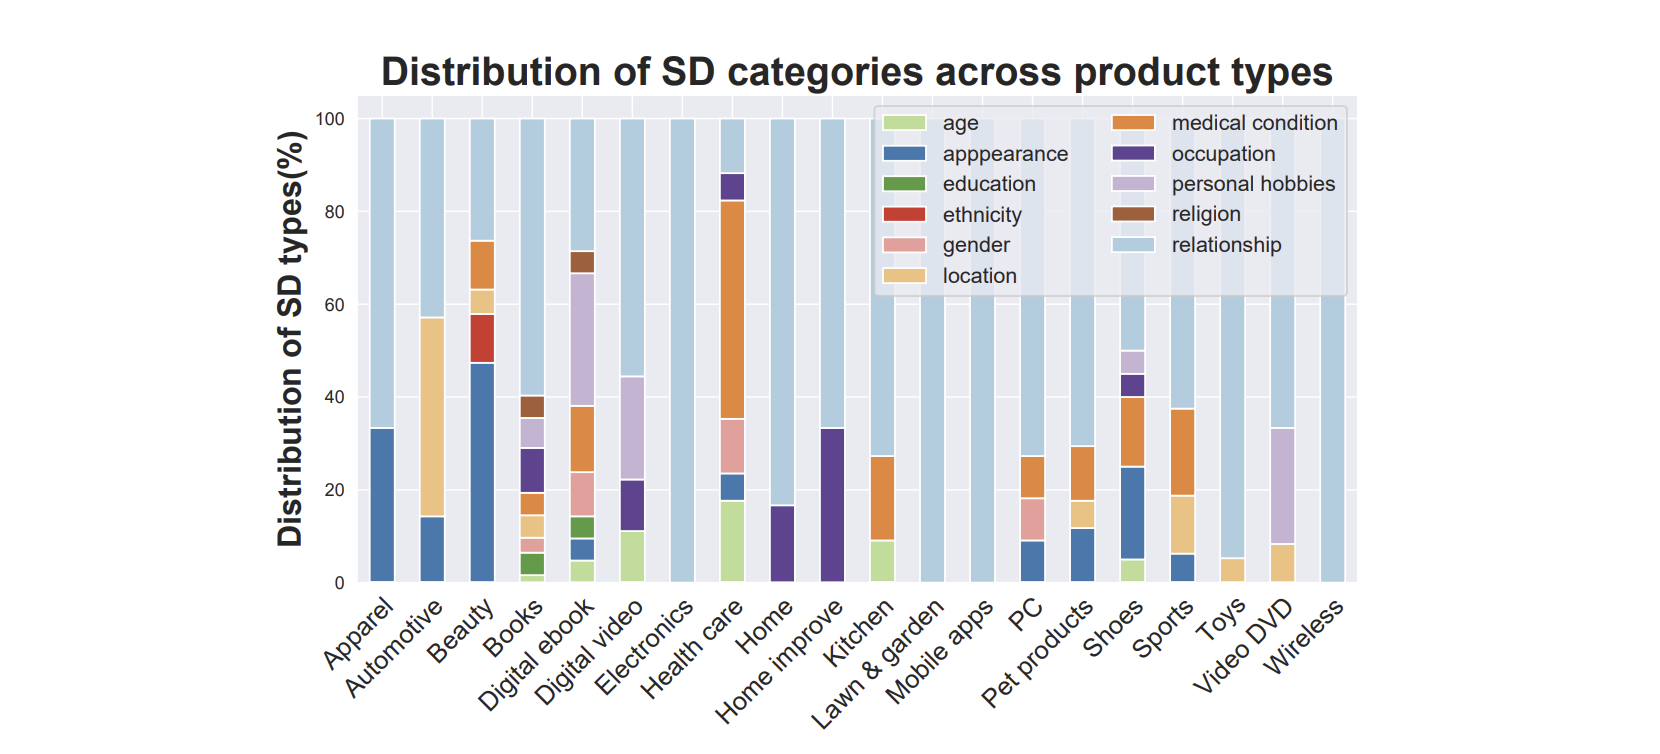 Distribution of SD categories across product types
Distribution of SD types(%)
100
80
60
40
20
0
age
apppearance
education
ethnicity
gender
location
medical condition
occupation
personal hobbies
religion
relationship
Apparel
Automotive
Beauty
Books
Digital ebook
Digital video
Electronics
Health care
Home
Home improve
Kitchen
Lawn & garden
Mobile apps
PC
Pet products
Shoes
Sports
Toys
Video DVD
Wireless